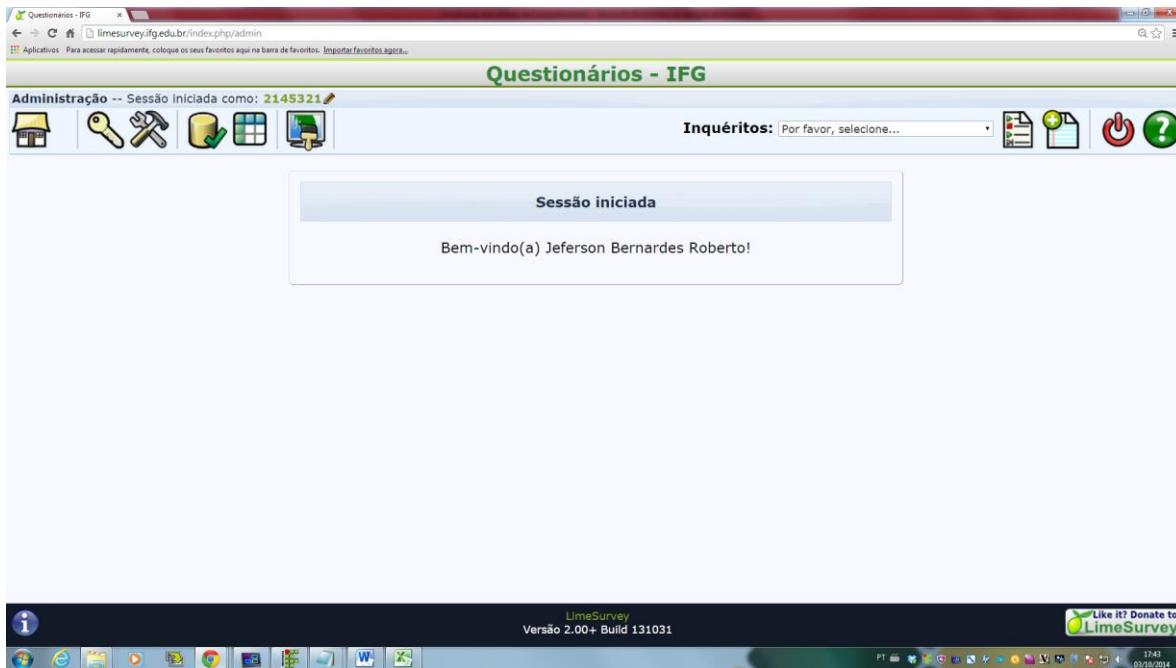 Questionários - IFG
limesurvey.ifg.edu.br/index.php/admin
Aplicativos Para acessar rapidamente, coloque os seus favoritos aqui na barra de favoritos. Importar favoritos agora...
Questionários - IFG
Administração -- Sessão iniciada como: 2145321
Inquéritos: Por favor, selecione...
Sessão iniciada
Bem-vindo(a) Jeferson Bernardes Roberto!
LimeSurvey
Versão 2.00+ Build 131031
Like it? Donate to
LimeSurvey
PT
17:43
03/10/2014